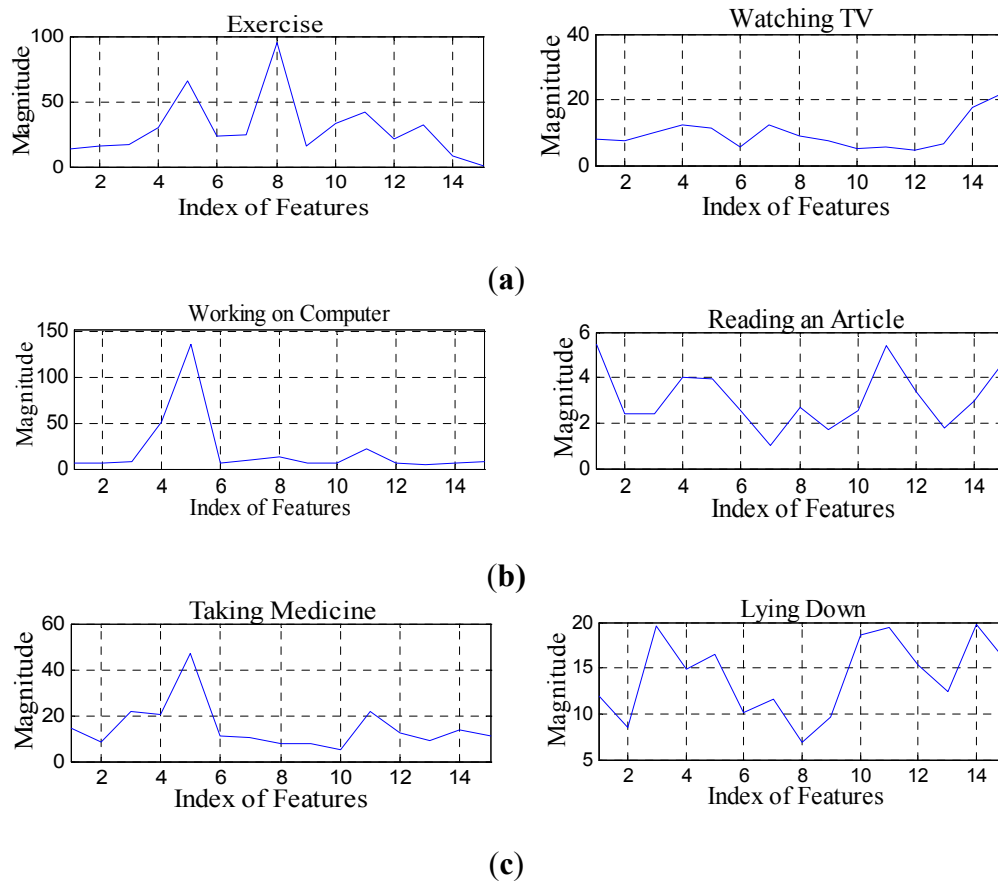 Exercise
100
50
0
Magnitude
2 4 6 8 10 12 14
Index of Features
Watching TV
40
20
0
Magnitude
2 4 6 8 10 12 14
Index of Features
(a)
Working on Computer
150
100
50
0
Magnitude
2 4 6 8 10 12 14
Index of Features
Reading an Article
6
4
2
0
Magnitude
2 4 6 8 10 12 14
Index of Features
(b)
Taking Medicine
60
40
20
0
Magnitude
2 4 6 8 10 12 14
Index of Features
Lying Down
20
15
10
5
Magnitude
2 4 6 8 10 12 14
Index of Features
(c)